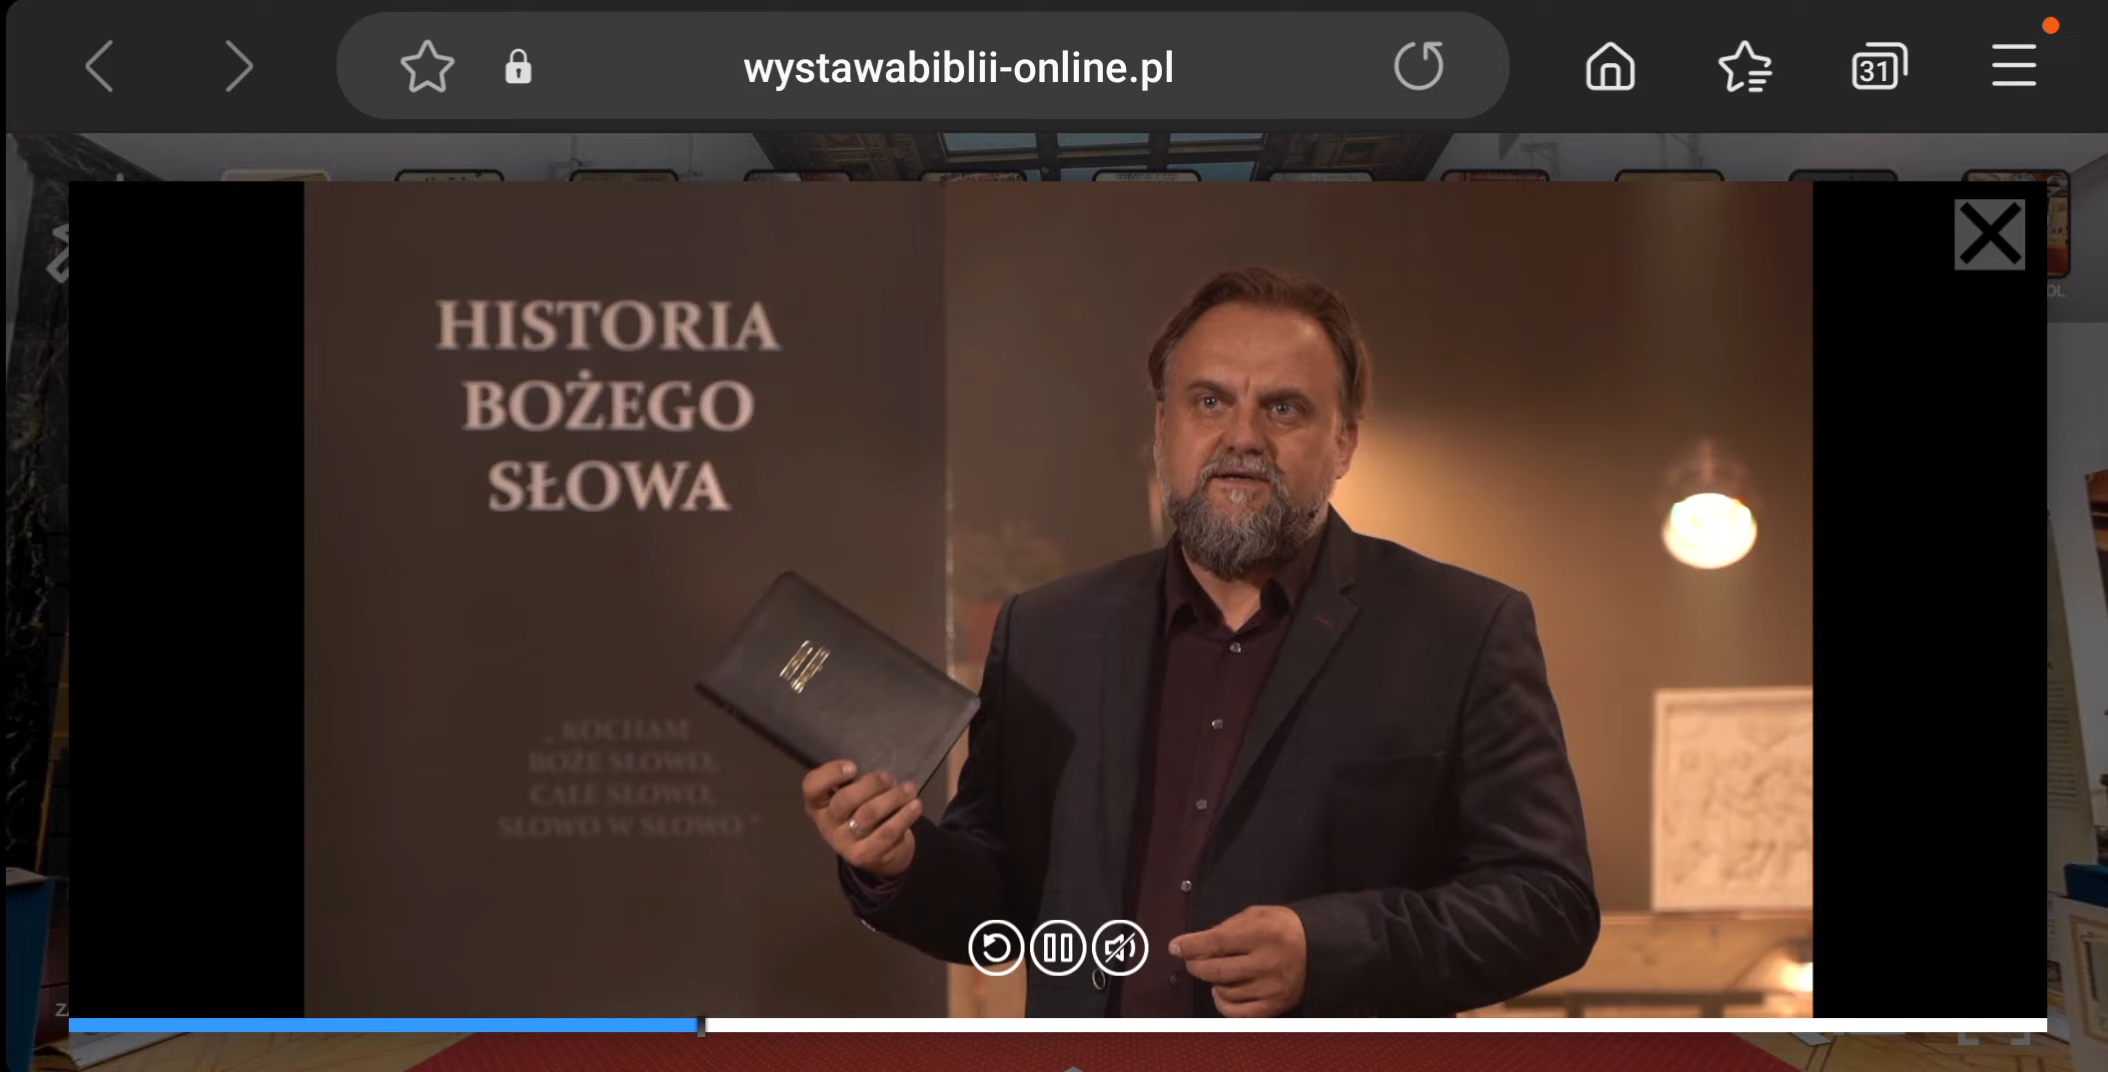 wystawabiblii-online.pl
31
HISTORIA
BOŻEGO
SŁOWA
„KOCHAM
BOŻE SŁOWO,
CAŁE SŁOWO,
SŁOWO W SŁOWO."